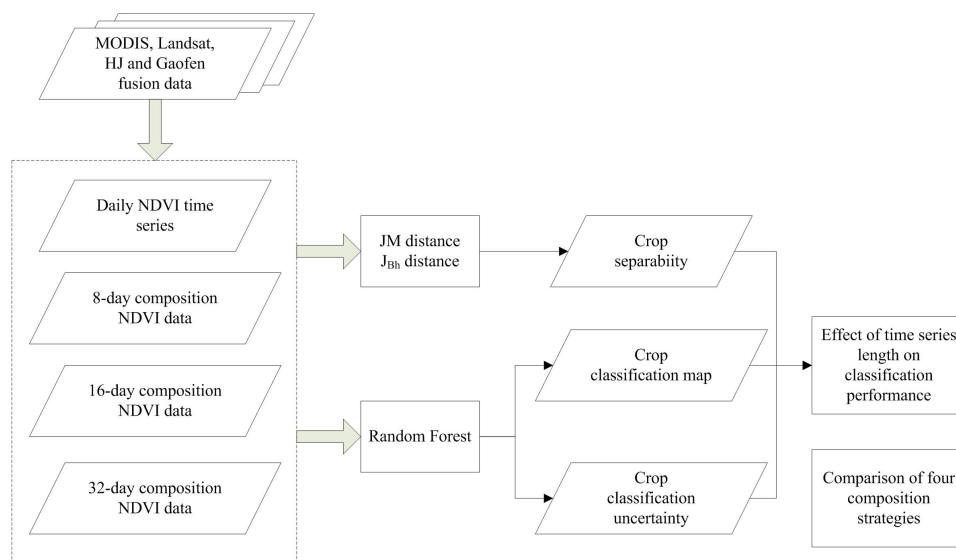 MODIS, Landsat,
HJ and Gaofen
fusion data
Daily NDVI time
series
8-day composition
NDVI data
16-day composition
NDVI data
32-day composition
NDVI data
JM distance
J_Bh distance
Random Forest
Crop
separabiity
Crop
classification map
Crop
classification
uncertainty
Effect of time series
length on
classification
performance
Comparison of four
composition
strategies